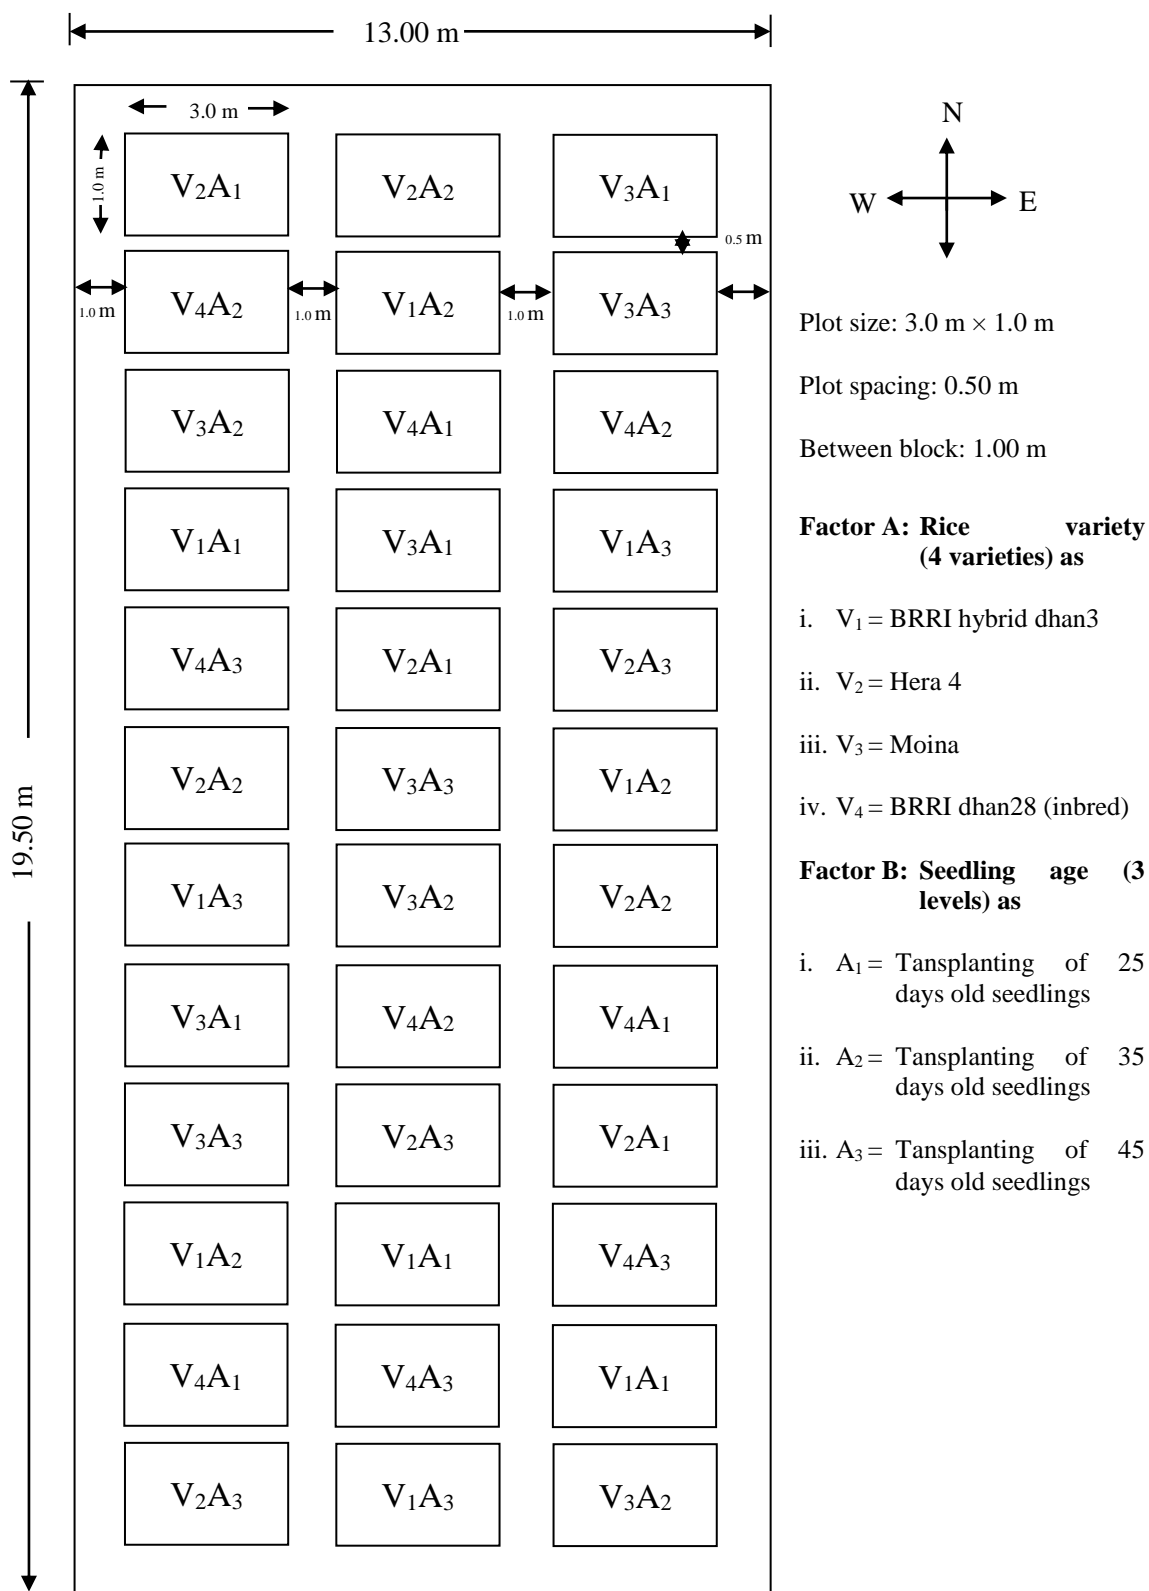 13.00 m
3.0 m
1.0 m
V₂A₁ V₂A₂ V₃A₁
0.5 m
V₄A₂ V₁A₂ V₃A₃
1.0 m 1.0 m 1.0 m
V₃A₂ V₄A₁ V₄A₂
V₁A₁ V₃A₁ V₁A₃
V₄A₃ V₂A₁ V₂A₃
V₂A₂ V₃A₃ V₁A₂
19.50 m
V₁A₃ V₃A₂ V₂A₂
V₃A₁ V₄A₂ V₄A₁
V₃A₃ V₂A₃ V₂A₁
V₁A₂ V₁A₁ V₄A₃
V₄A₁ V₄A₃ V₁A₁
V₂A₃ V₁A₃ V₃A₂
N
W E
Plot size: 3.0 m × 1.0 m
Plot spacing: 0.50 m
Between block: 1.00 m
Factor A: Rice variety
(4 varieties) as
i. V₁ = BRRI hybrid dhan3
ii. V₂ = Hera 4
iii. V₃ = Moina
iv. V₄ = BRRI dhan28 (inbred)
Factor B: Seedling age (3
levels) as
i. A₁ = Tansplanting of 25
days old seedlings
ii. A₂ = Tansplanting of 35
days old seedlings
iii. A₃ = Tansplanting of 45
days old seedlings